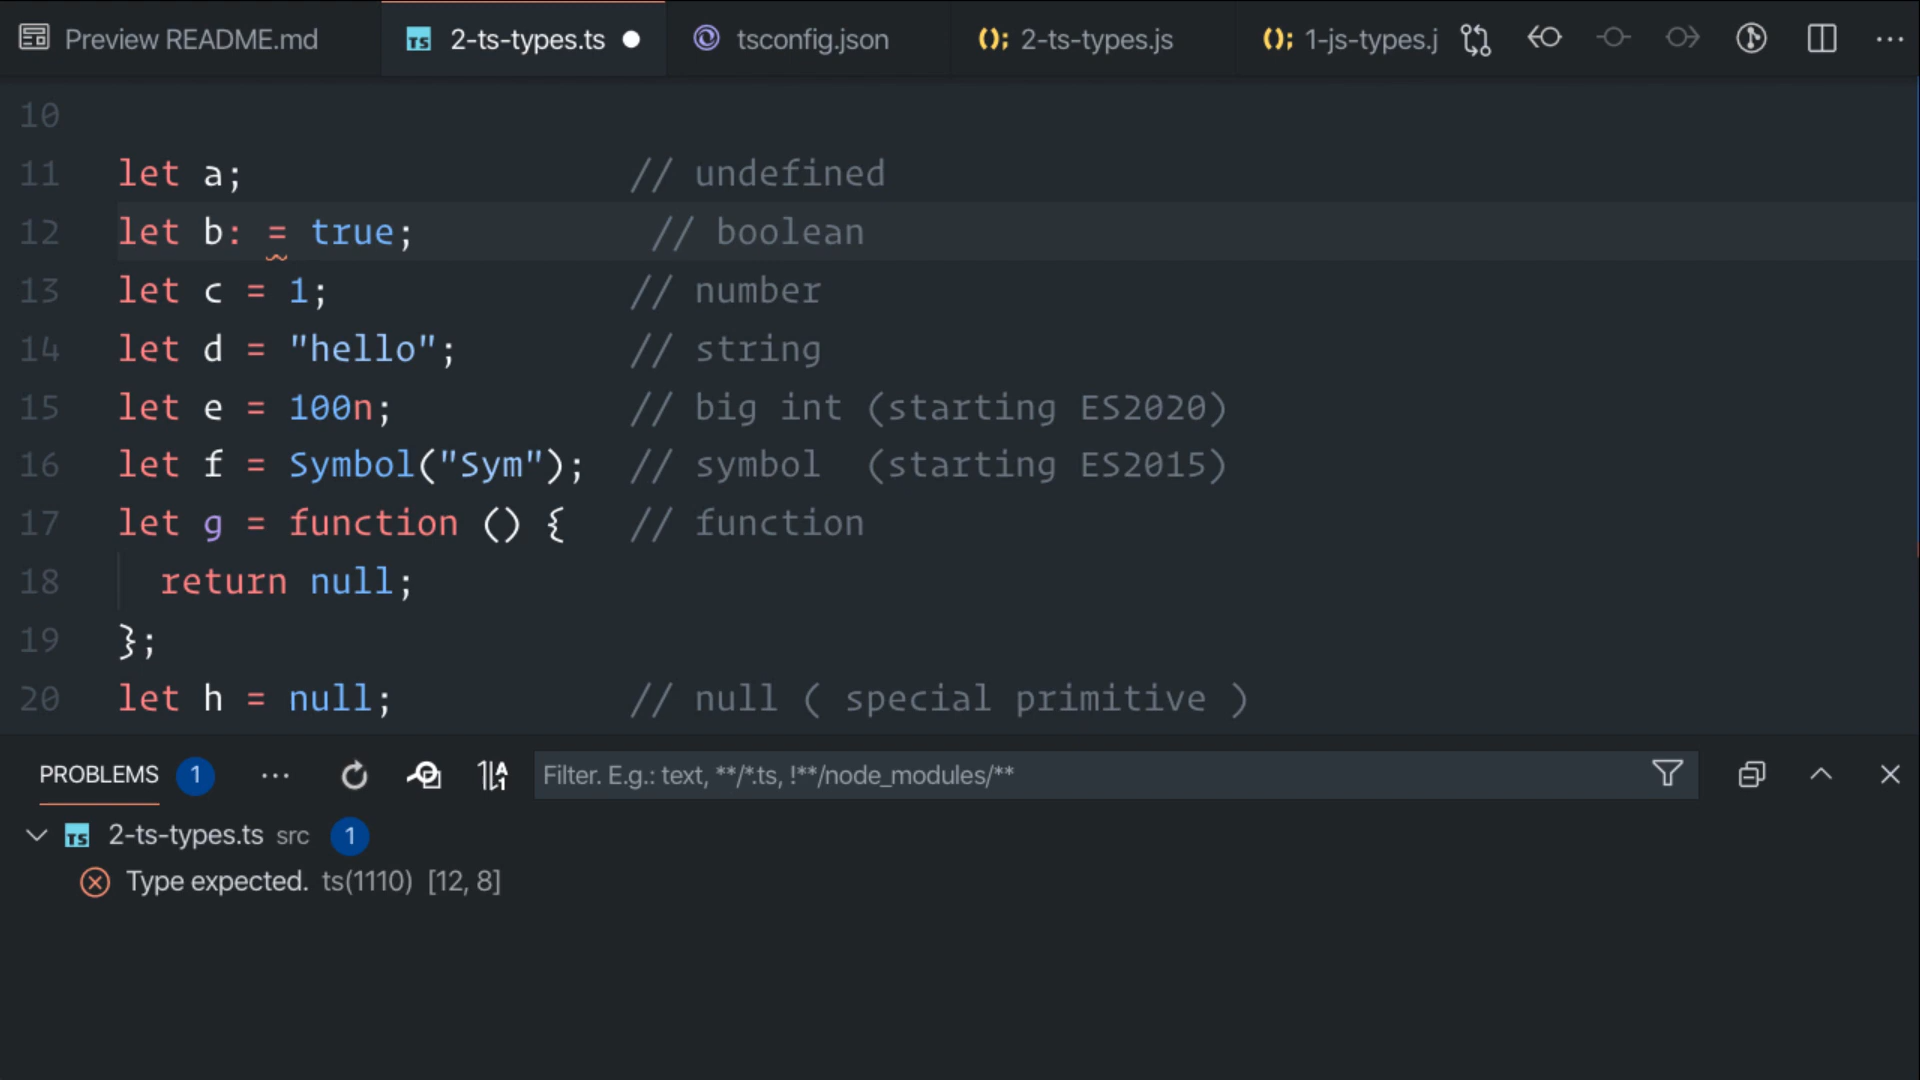 Preview README.md TS 2-ts-types.ts tsconfig.json (); 2-ts-types.js (); 1-js-types.j
10
11 let a; // undefined
12 let b: = true; // boolean
13 let c = 1; // number
14 let d = "hello"; // string
15 let e = 100n; // big int (starting ES2020)
16 let f = Symbol("Sym"); // symbol (starting ES2015)
17 let g = function () { // function
18 return null;
19 };
20 let h = null; // null ( special primitive )
PROBLEMS 1 Filter. E.g.: text, **/*.ts, !**/node_modules/**
TS 2-ts-types.ts src 1
Type expected. ts(1110) [12, 8]